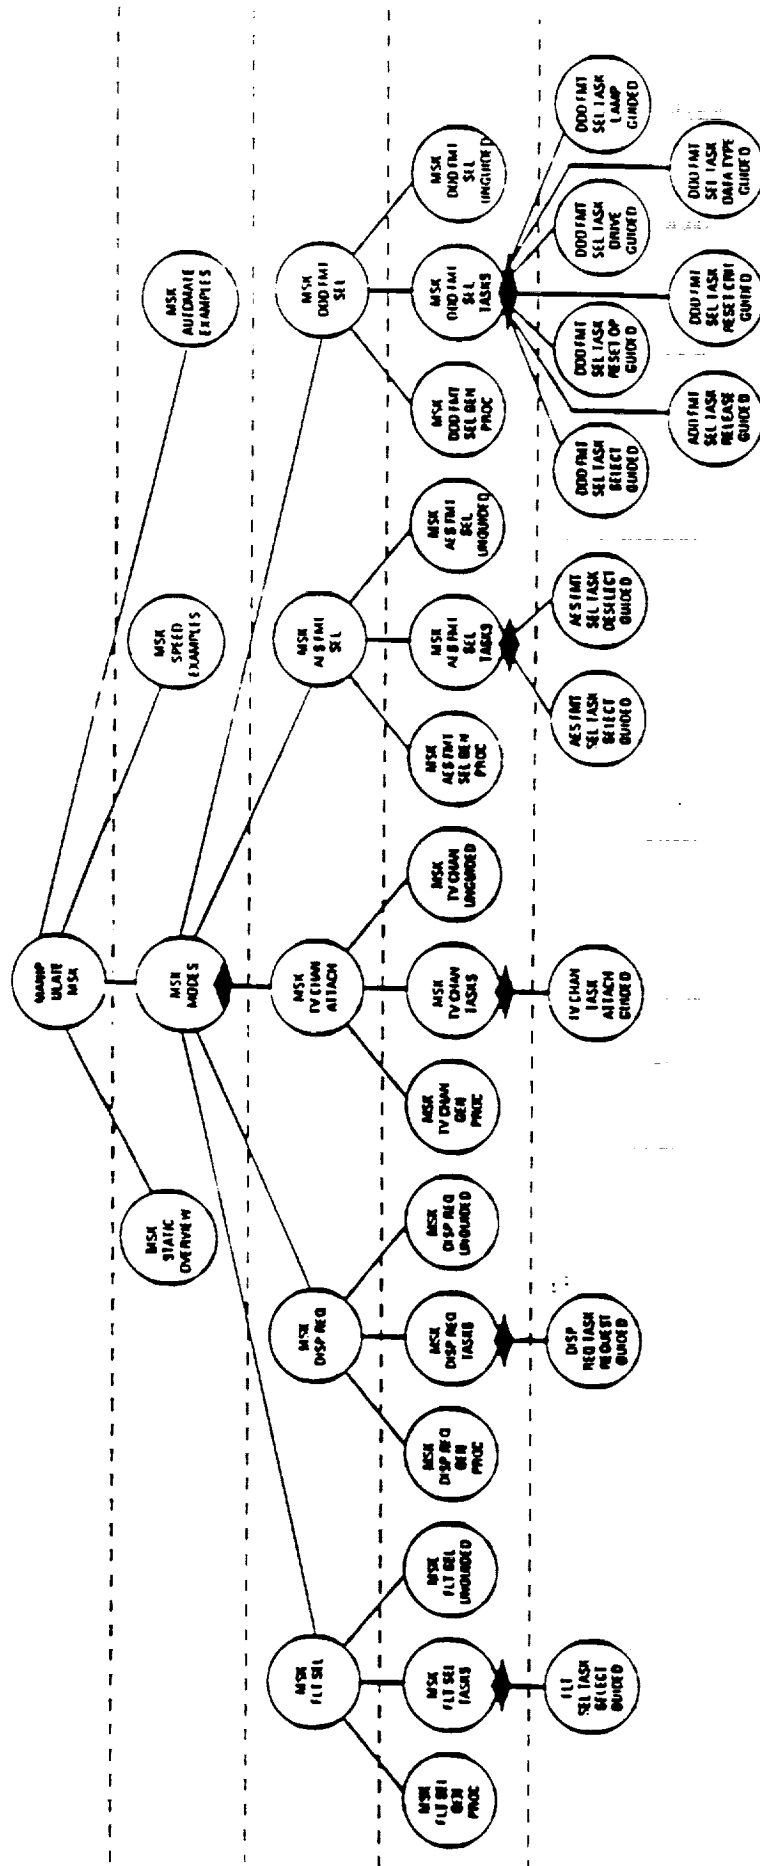 MANIP
ULATE
MSK
MSK
STATIC
OVERVIEW
MSK
MODES
MSK
SPEED
EXAMPLES
MSK
AUTOMATE
EXAMPLES
MSK
FLT SEL
MSK
DISP REQ
MSK
TV CHAN
ATTACH
MSK
AES FMT
SEL
MSK
DDD FMT
SEL
MSK
FLT SEL
GEN
PROC
MSK
FLT SEL
TASKS
MSK
FLT SEL
UNGUIDED
MSK
DISP REQ
GEN
PROC
MSK
DISP REQ
TASKS
MSK
DISP REQ
UNGUIDED
MSK
TV CHAN
GEN
PROC
MSK
TV CHAN
TASKS
MSK
TV CHAN
UNGUIDED
MSK
AES FMT
SEL GEN
PROC
MSK
AES FMT
SEL
TASKS
MSK
AES FMT
SEL
UNGUIDED
MSK
DDD FMT
SEL GEN
PROC
MSK
DDD FMT
SEL
TASKS
MSK
DDD FMT
SEL
UNGUIDED
FLT
SEL TASK
SELECT
GUIDED
DISP
REQ TASK
REQUEST
GUIDED
TV CHAN
TASK
ATTACH
GUIDED
AES FMT
SEL TASK
SELECT
GUIDED
AES FMT
SEL TASK
DESELECT
GUIDED
DDD FMT
SEL TASK
SELECT
GUIDED
DDD FMT
SEL TASK
RESET OP
GUIDED
DDD FMT
SEL TASK
DRIVE
GUIDED
DDD FMT
SEL TASK
LAMP
GUIDED
ADD FMT
SEL TASK
RELEASE
GUIDED
DDD FMT
SEL TASK
RESET CRIT
GUIDED
DDD FMT
SEL TASK
DATA TYPE
GUIDED